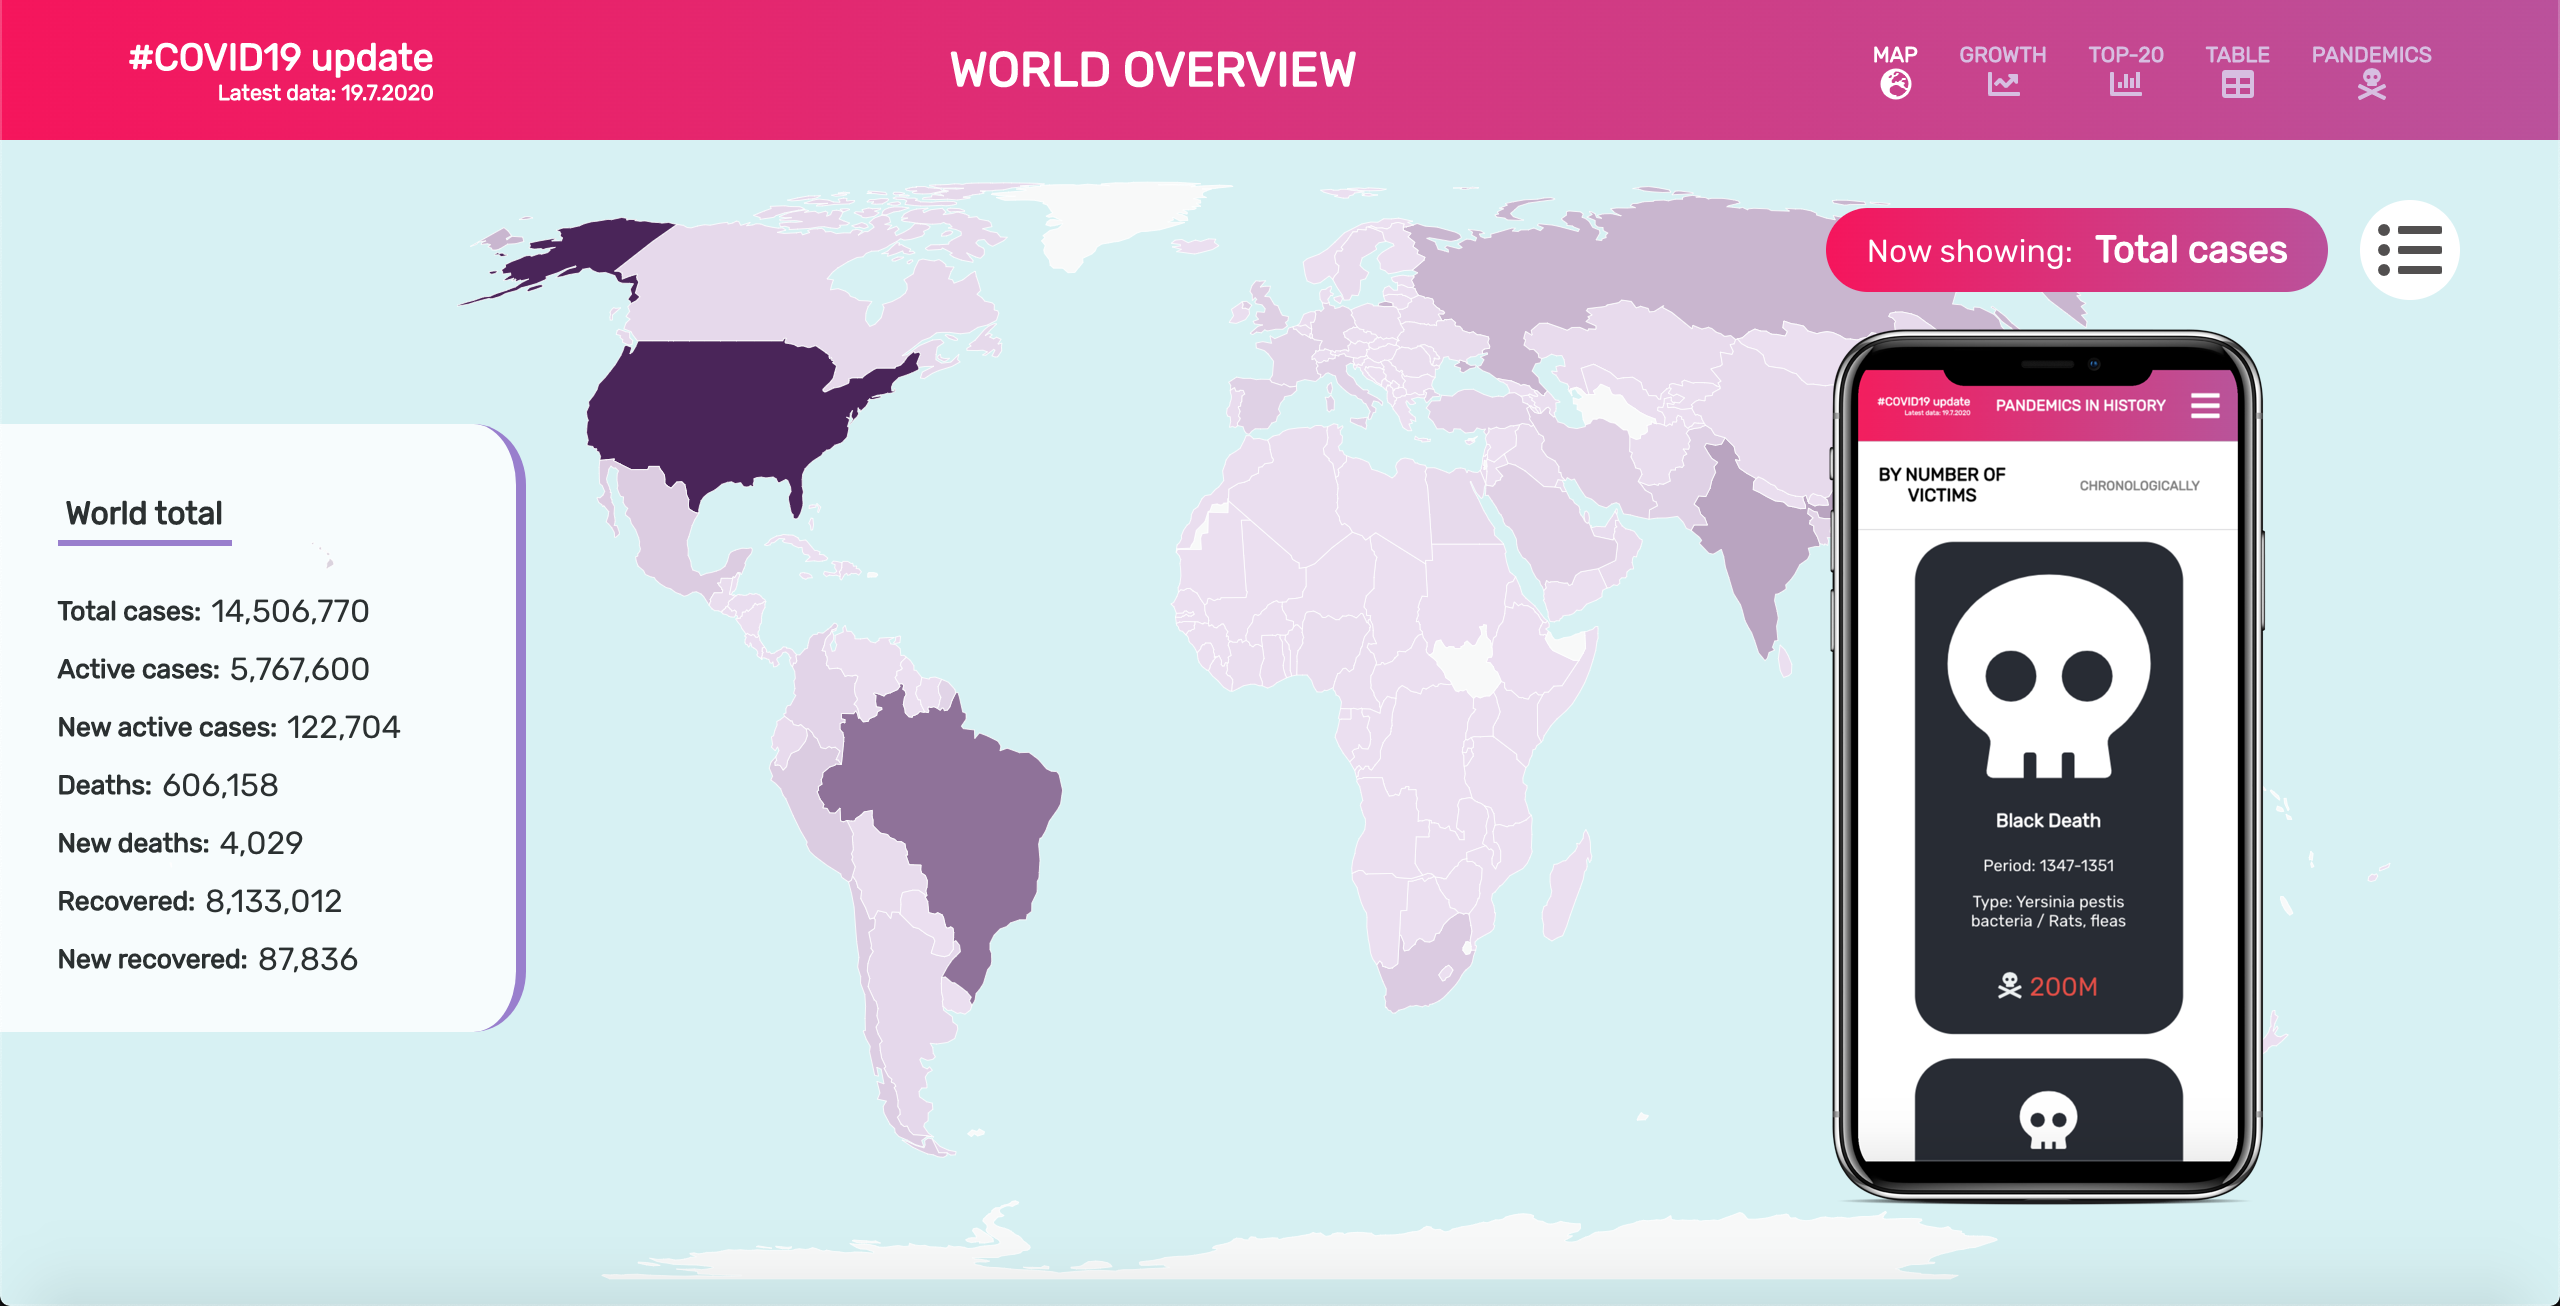 #COVID19 update
Latest data: 19.7.2020
WORLD OVERVIEW
MAP
GROWTH
TOP-20
TABLE
PANDEMICS
Now showing: Total cases
World total
Total cases: 14,506,770
Active cases: 5,767,600
New active cases: 122,704
Deaths: 606,158
New deaths: 4,029
Recovered: 8,133,012
New recovered: 87,836
#COVID19 update
Latest data: 19.7.2020
PANDEMICS IN HISTORY
BY NUMBER OF
VICTIMS
CHRONOLOGICALLY
Black Death
Period: 1347-1351
Type: Yersinia pestis
bacteria / Rats, fleas
200M